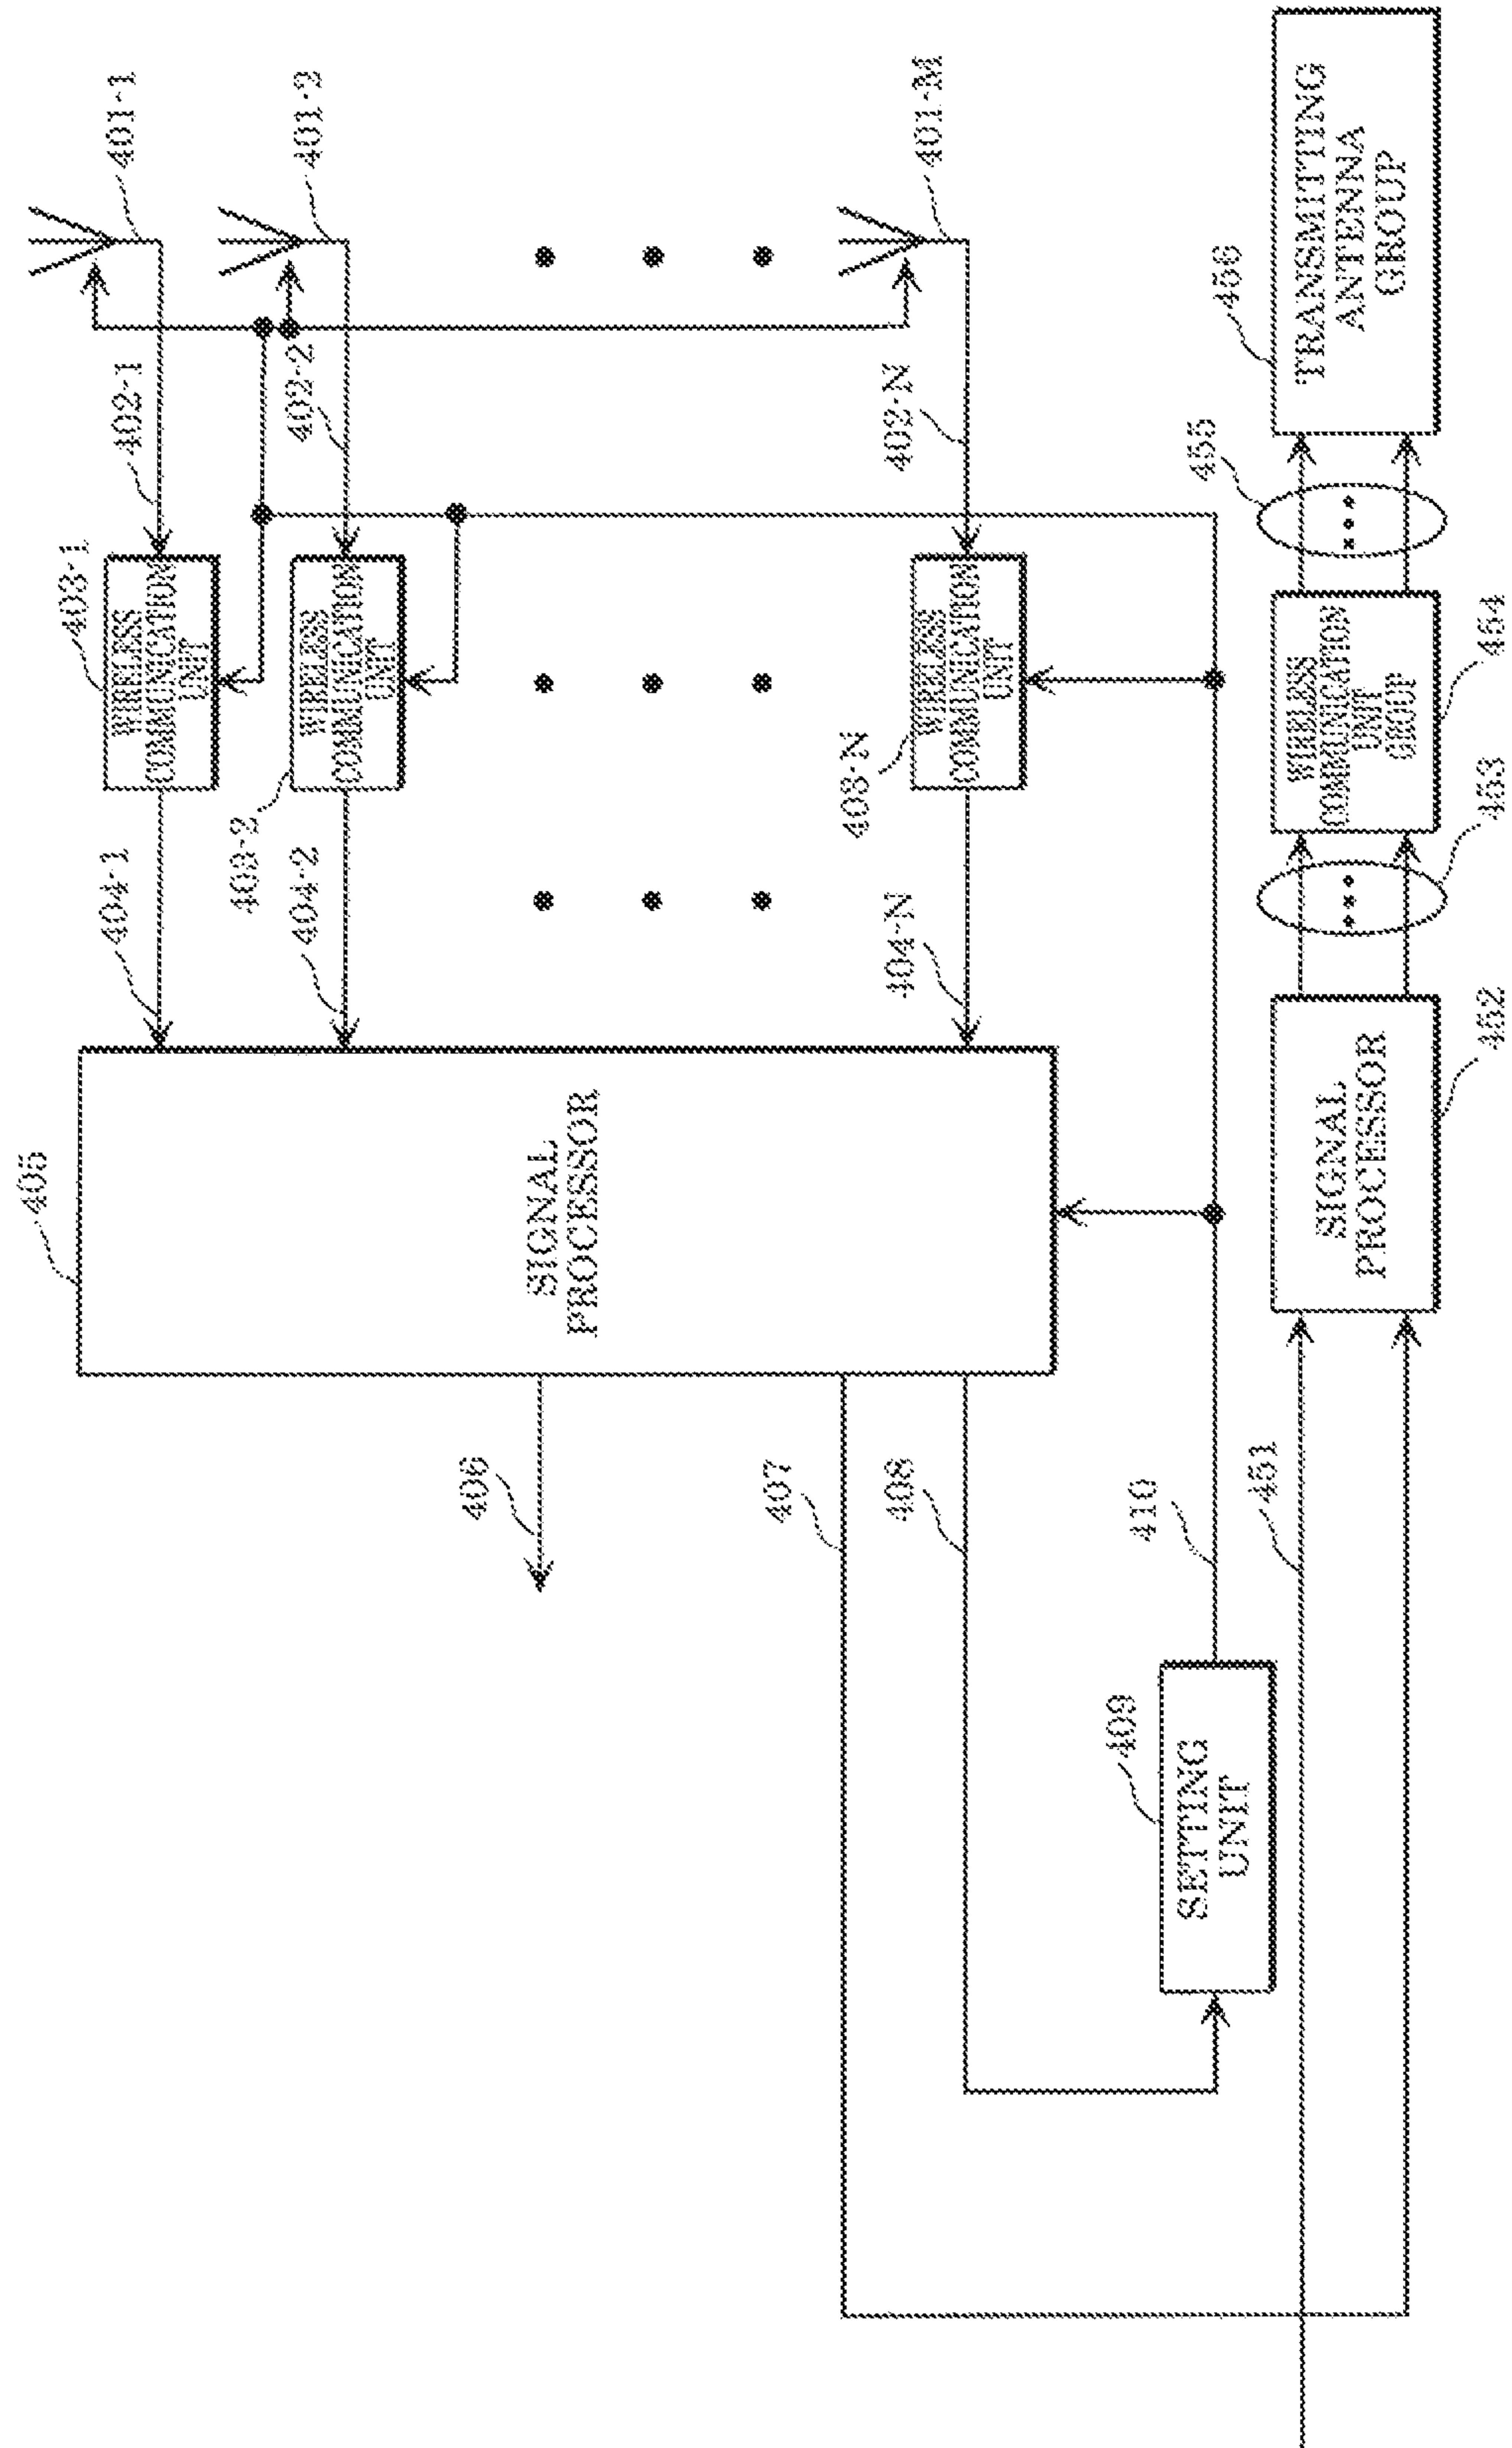 401-1
402-1
403-1
WIRELESS
COMMUNICATION
UNIT
404-1
405
401-2
402-2
403-2
WIRELESS
COMMUNICATION
UNIT
404-2
SIGNAL
PROCESSOR
406
401-M
402-N
403-N
WIRELESS
COMMUNICATION
UNIT
404-N
407
408
410
409
SETTING
UNIT
451
SIGNAL
PROCESSOR
452
453
WIRELESS
COMMUNICATION
UNIT
GROUP
454
455
456
TRANSMITTING
ANTENNA
GROUP